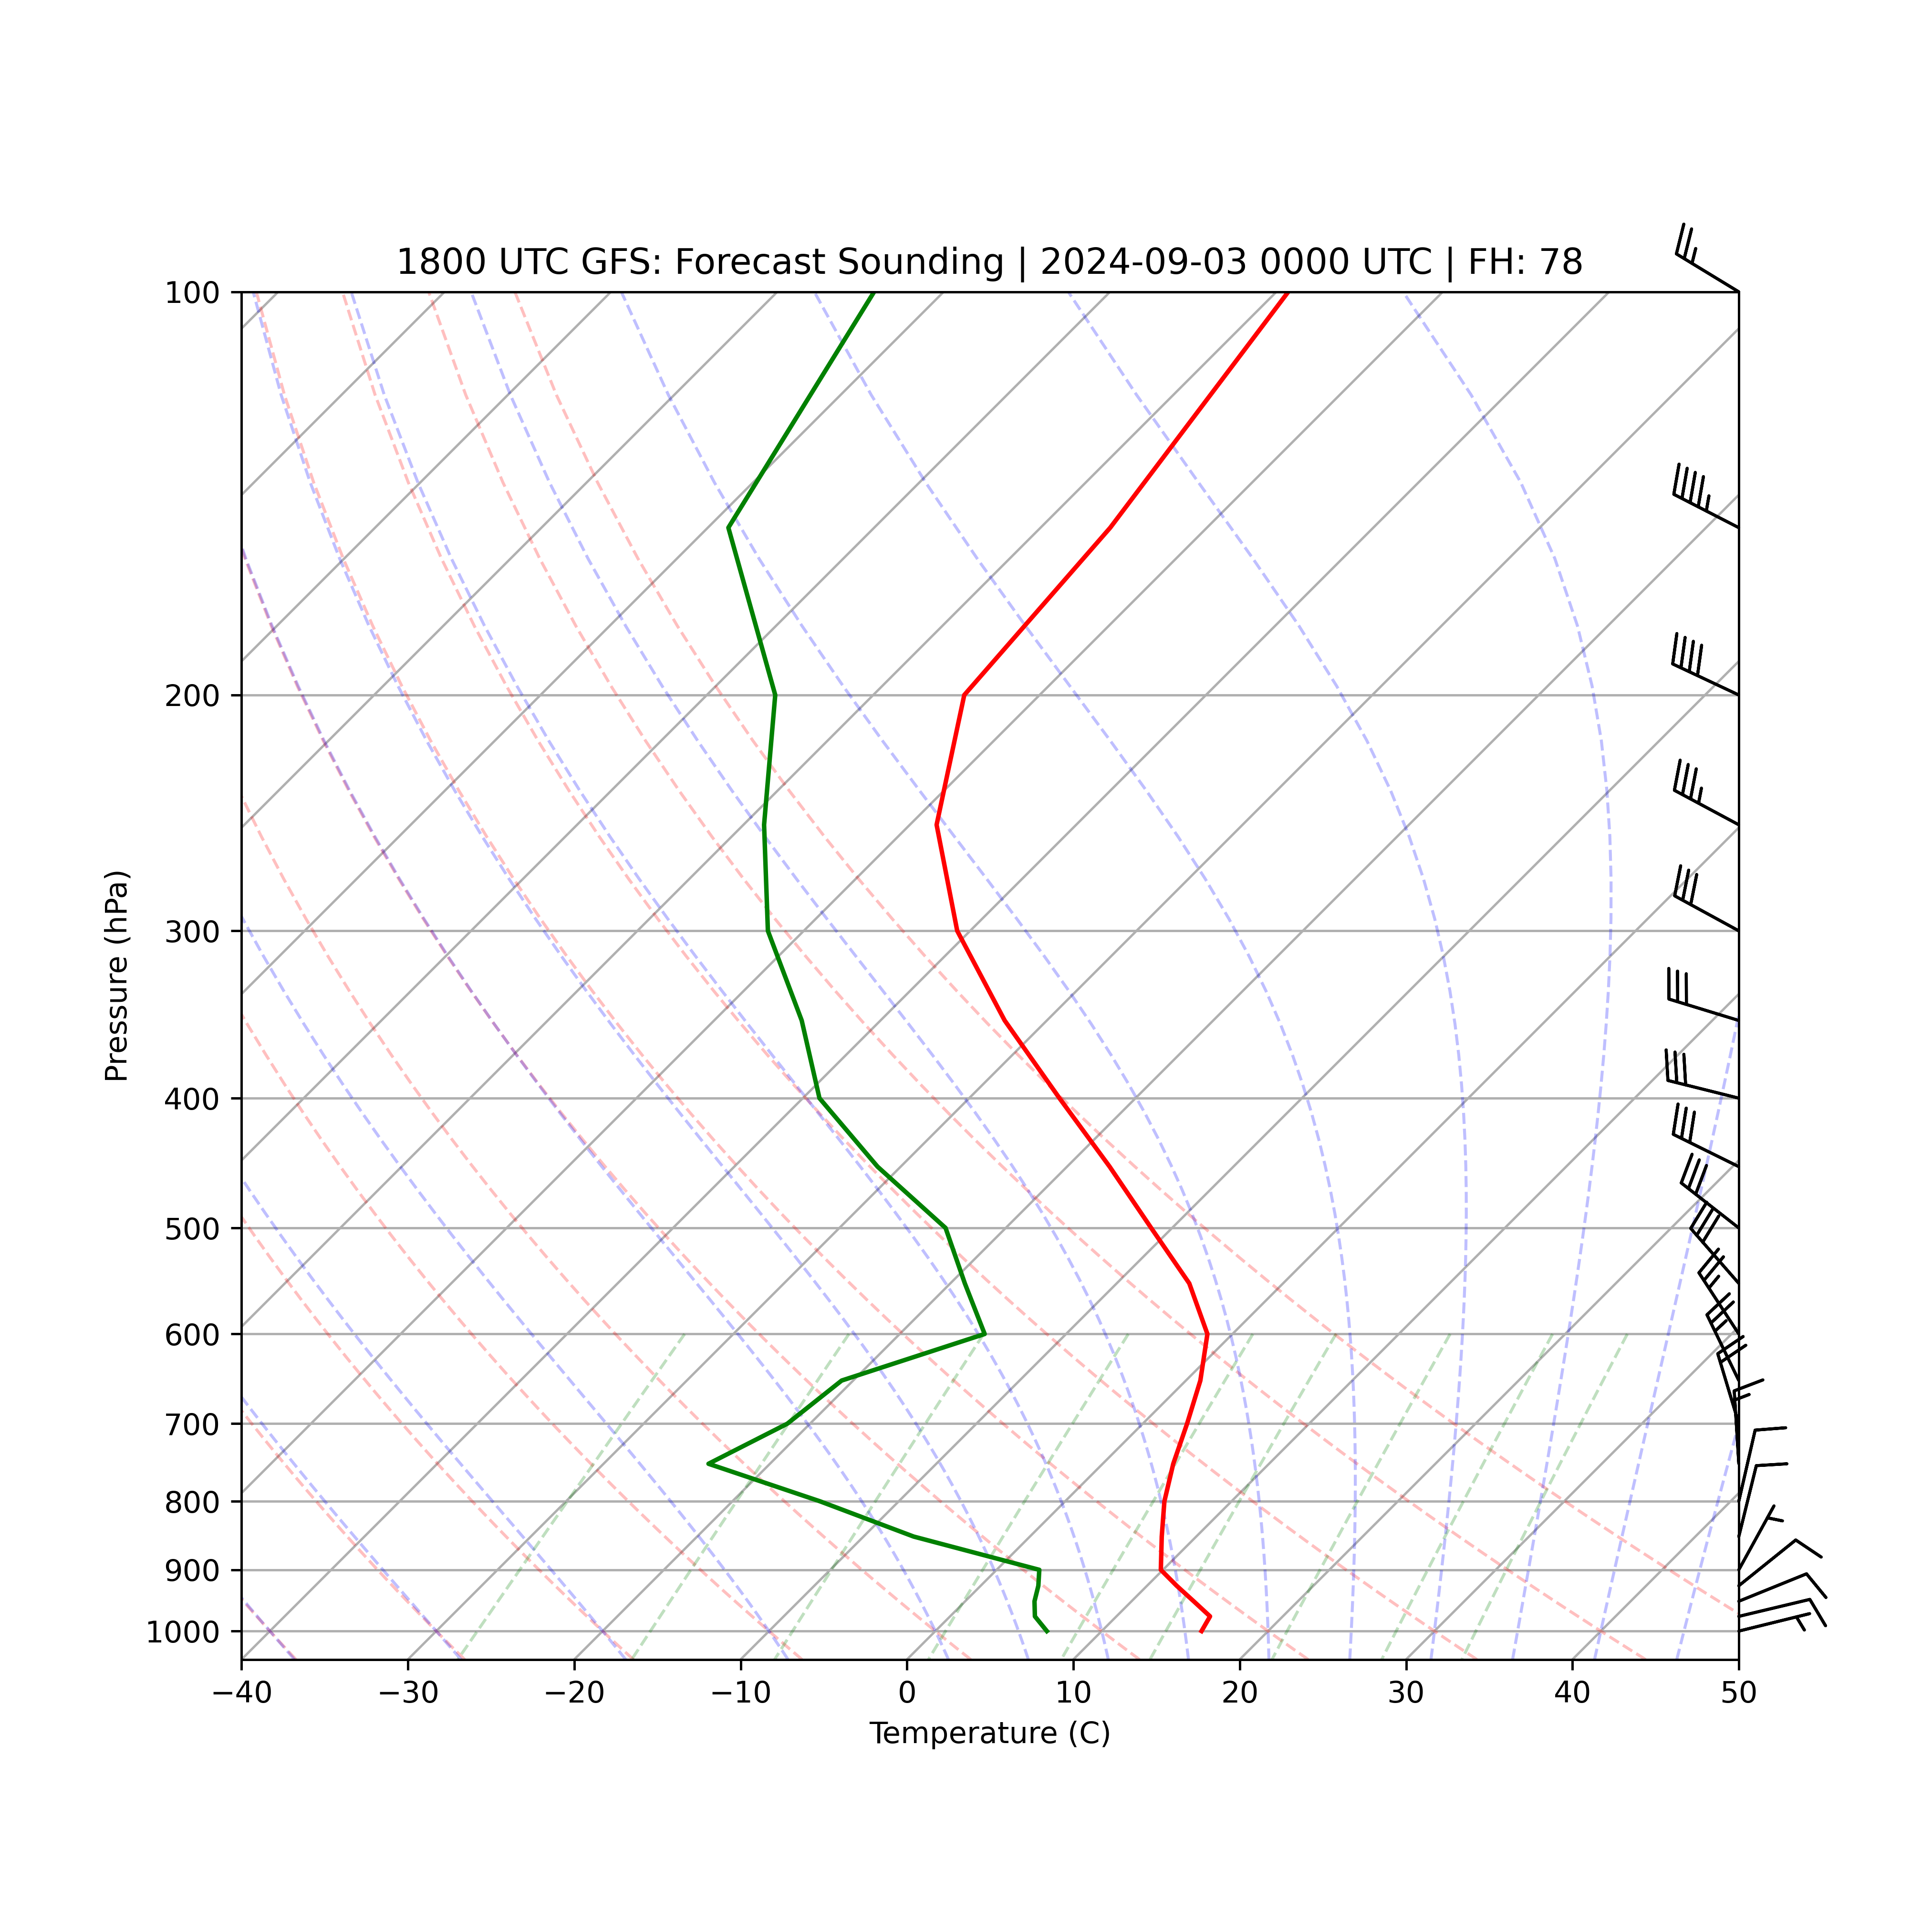 1800 UTC GFS: Forecast Sounding | 2024-09-03 0000 UTC | FH: 78
100
200
300
400
500
600
700
800
900
1000
Pressure (hPa)
−40 −30 −20 −10 0 10 20 30 40 50
Temperature (C)